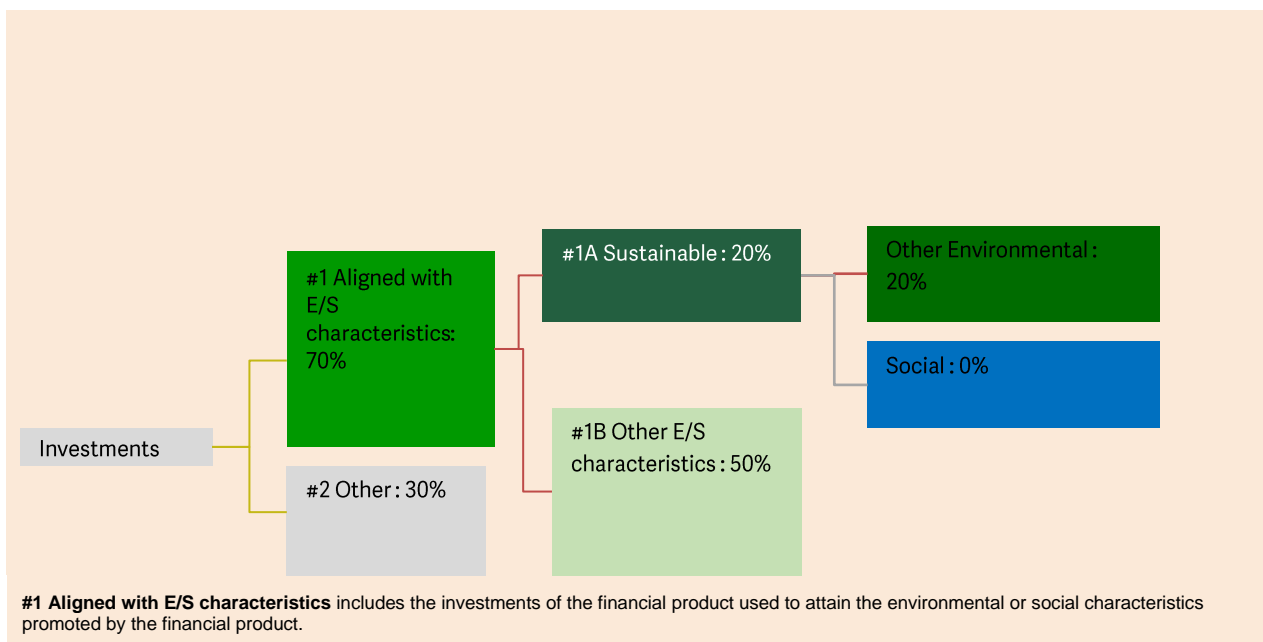 Investments
#1 Aligned with
E/S
characteristics:
70%
#2 Other : 30%
#1A Sustainable : 20%
#1B Other E/S
characteristics : 50%
Other Environmental :
20%
Social : 0%
#1 Aligned with E/S characteristics includes the investments of the financial product used to attain the environmental or social characteristics
promoted by the financial product.